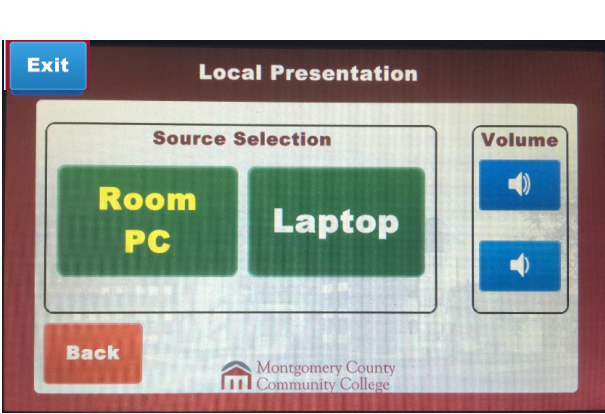 Exit
Local Presentation
Source Selection
Volume
Room
PC
Laptop
Back
Montgomery County
Community College